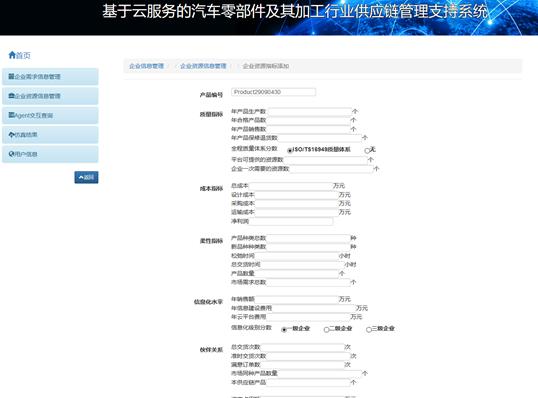 基于云服务的汽车零部件及其加工行业供应链管理支持系统
首页
企业需求信息管理
企业资源信息管理
Agent交互查询
仿真结果
用户信息
返回
企业信息管理 / / 企业资源信息管理 / / 企业资源指标添加
产品编号 Product29090430
质量指标 年产品生产数 个
年合格产品数 个
年产品销售数 个
年产品保修退货数 个
全程质量体系分数 ISO/TS16949质量体系 无
平台可提供的资源数 个
企业一次需要的资源数 个
成本指标 总成本 万元
设计成本 万元
采购成本 万元
运输成本 万元
净利润
柔性指标 产品种类总数 种
新品种种类数 种
松弛时间 小时
总交货时间 小时
产品数量 个
市场需求总数 个
信息化水平 年销售额 万元
年信息建设费用 万元
年云平台费用 万元
信息化级别分数 一级企业 二级企业 三级企业
伙伴关系 总交货次数 次
准时交货次数 次
满意订单数 次
市场同种产品数量 个
本供应链产品 个